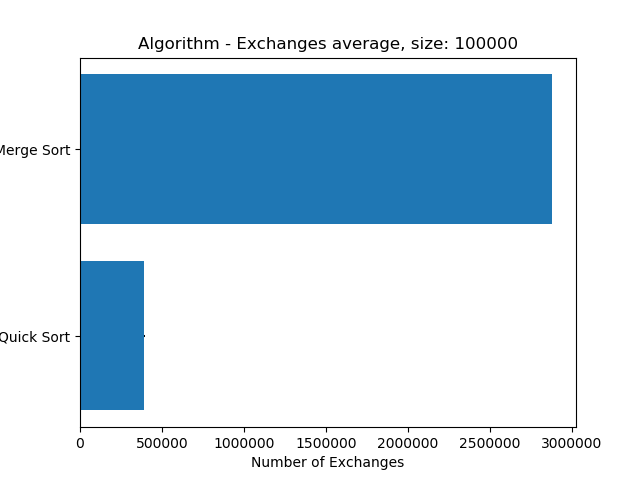 Algorithm - Exchanges average, size: 100000
Merge Sort
Quick Sort
0 500000 1000000 1500000 2000000 2500000 3000000
Number of Exchanges